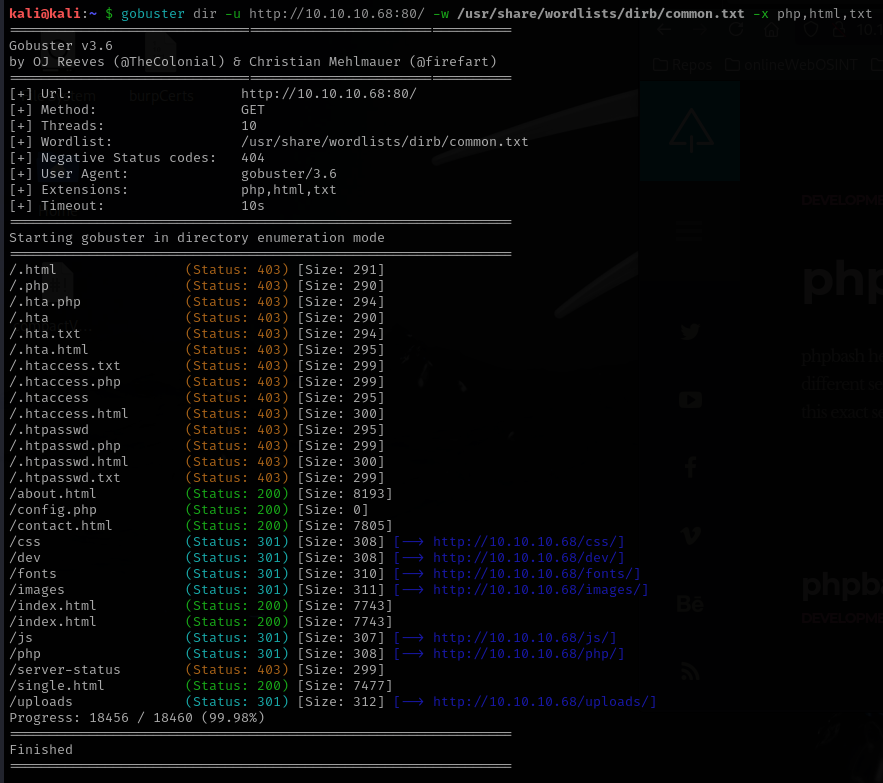 kali@kali:~ $ gobuster dir -u http://10.10.10.68:80/ -w /usr/share/wordlists/dirb/common.txt -x php,html,txt
===============================================================
Gobuster v3.6
by OJ Reeves (@TheColonial) & Christian Mehlmauer (@firefart)
===============================================================
[+] Url:                     http://10.10.10.68:80/
[+] Method:                  GET
[+] Threads:                 10
[+] Wordlist:                /usr/share/wordlists/dirb/common.txt
[+] Negative Status codes:   404
[+] User Agent:              gobuster/3.6
[+] Extensions:              php,html,txt
[+] Timeout:                 10s
===============================================================
Starting gobuster in directory enumeration mode
===============================================================
/.html                (Status: 403) [Size: 291]
/.php                 (Status: 403) [Size: 290]
/.hta.php             (Status: 403) [Size: 294]
/.hta                 (Status: 403) [Size: 290]
/.hta.txt             (Status: 403) [Size: 294]
/.hta.html            (Status: 403) [Size: 295]
/.htaccess.txt        (Status: 403) [Size: 299]
/.htaccess.php        (Status: 403) [Size: 299]
/.htaccess            (Status: 403) [Size: 295]
/.htaccess.html       (Status: 403) [Size: 300]
/.htpasswd            (Status: 403) [Size: 295]
/.htpasswd.php        (Status: 403) [Size: 299]
/.htpasswd.html       (Status: 403) [Size: 300]
/.htpasswd.txt        (Status: 403) [Size: 299]
/about.html           (Status: 200) [Size: 8193]
/config.php           (Status: 200) [Size: 0]
/contact.html         (Status: 200) [Size: 7805]
/css                  (Status: 301) [Size: 308] [--> http://10.10.10.68/css/]
/dev                  (Status: 301) [Size: 308] [--> http://10.10.10.68/dev/]
/fonts                (Status: 301) [Size: 310] [--> http://10.10.10.68/fonts/]
/images               (Status: 301) [Size: 311] [--> http://10.10.10.68/images/]
/index.html           (Status: 200) [Size: 7743]
/index.html           (Status: 200) [Size: 7743]
/js                   (Status: 301) [Size: 307] [--> http://10.10.10.68/js/]
/php                  (Status: 301) [Size: 308] [--> http://10.10.10.68/php/]
/server-status        (Status: 403) [Size: 299]
/single.html          (Status: 200) [Size: 7477]
/uploads              (Status: 301) [Size: 312] [--> http://10.10.10.68/uploads/]
Progress: 18456 / 18460 (99.98%)
===============================================================
Finished
===============================================================
Repos
onlineWebOSINT
burpCerts
DEVELOPME
php
phpbash
different se
this exact se
phpba
DEVELOPME